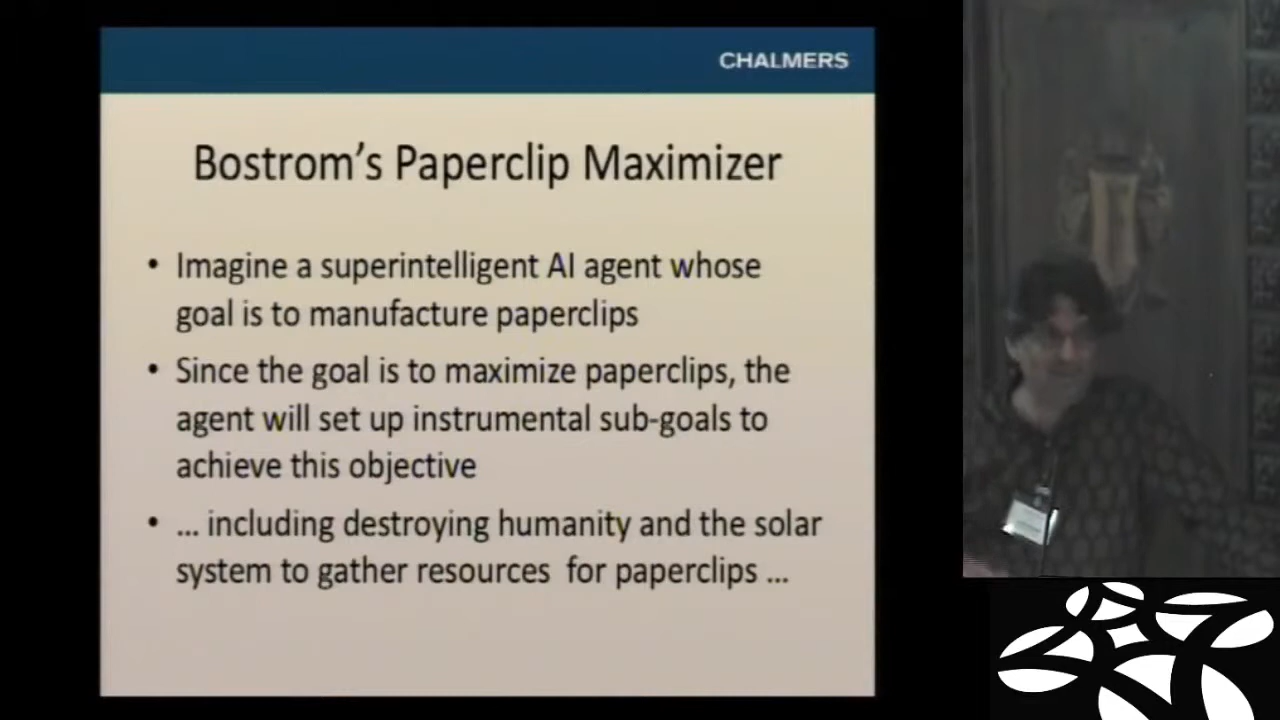 CHALMERS
Bostrom's Paperclip Maximizer
• Imagine a superintelligent AI agent whose
goal is to manufacture paperclips
• Since the goal is to maximize paperclips, the
agent will set up instrumental sub-goals to
achieve this objective
• ... including destroying humanity and the solar
system to gather resources for paperclips ...